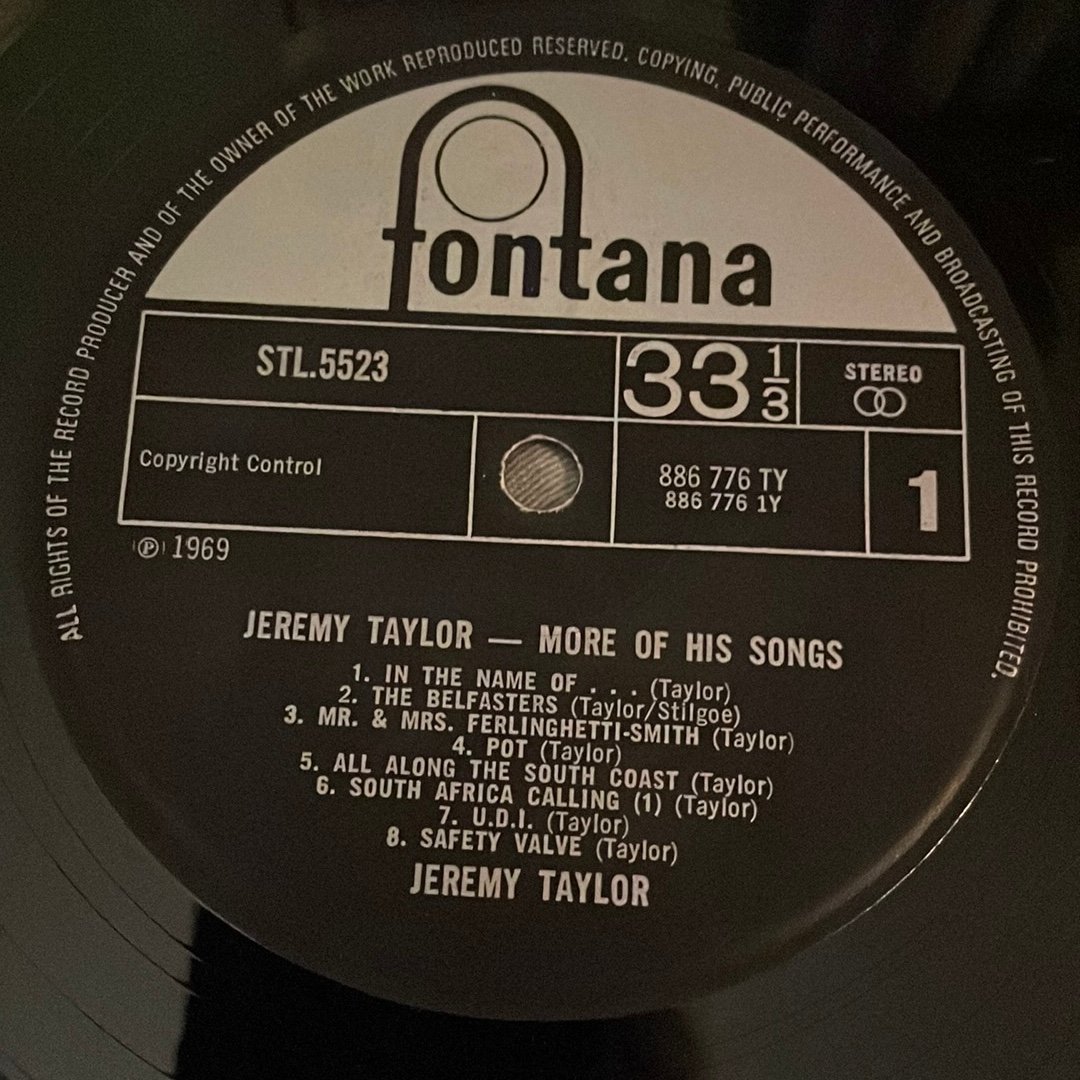 ALL RIGHTS OF THE RECORD PRODUCER AND OF THE OWNER OF THE WORK REPRODUCED RESERVED. COPYING, PUBLIC PERFORMANCE AND BROADCASTING OF THIS RECORD PROHIBITED.
fontana
STL.5523
33 1/3
STEREO
Copyright Control
886 776 TY
886 776 1Y
1
℗ 1969
JEREMY TAYLOR — MORE OF HIS SONGS
1. IN THE NAME OF . . . (Taylor)
2. THE BELFASTERS (Taylor/Stilgoe)
3. MR. & MRS. FERLINGHETTI-SMITH (Taylor)
4. POT (Taylor)
5. ALL ALONG THE SOUTH COAST (Taylor)
6. SOUTH AFRICA CALLING (1) (Taylor)
7. U.D.I. (Taylor)
8. SAFETY VALVE (Taylor)
JEREMY TAYLOR